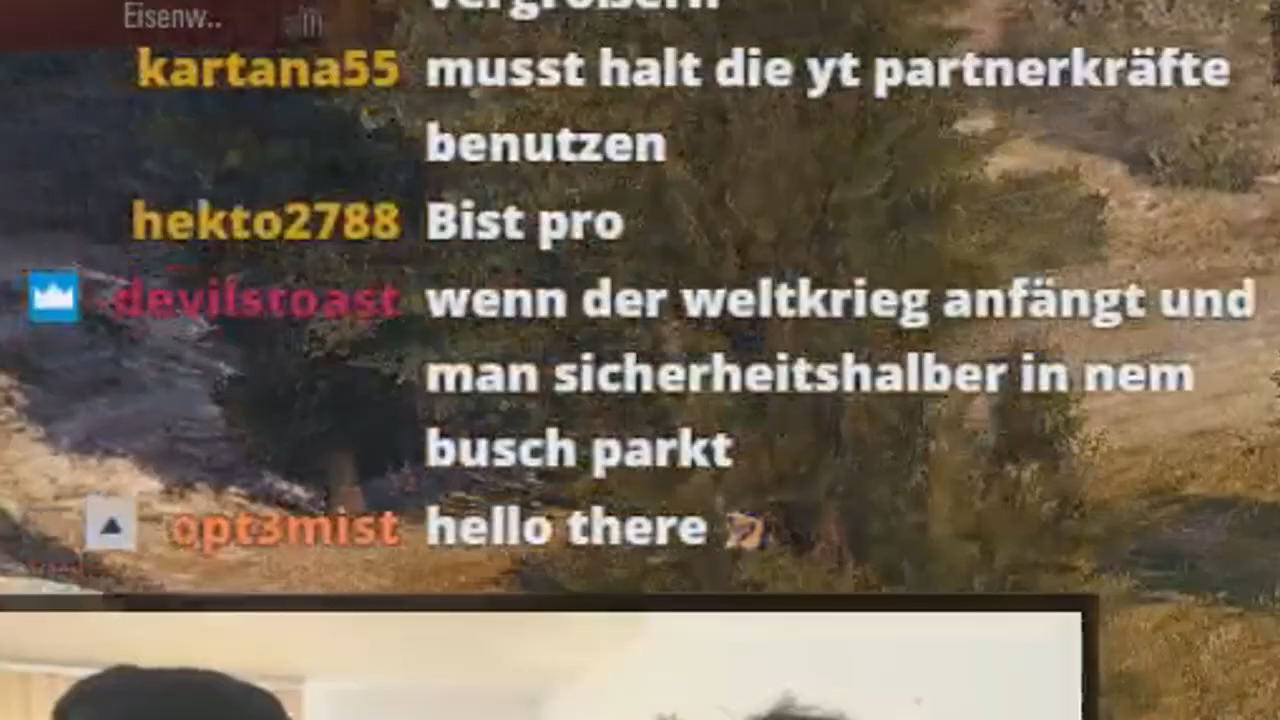 Eisenw..
vergrößern
kartana55 musst halt die yt partnerkräfte
benutzen
hekto2788 Bist pro
devilstoast wenn der weltkrieg anfängt und
man sicherheitshalber in nem
busch parkt
opt3mist hello there